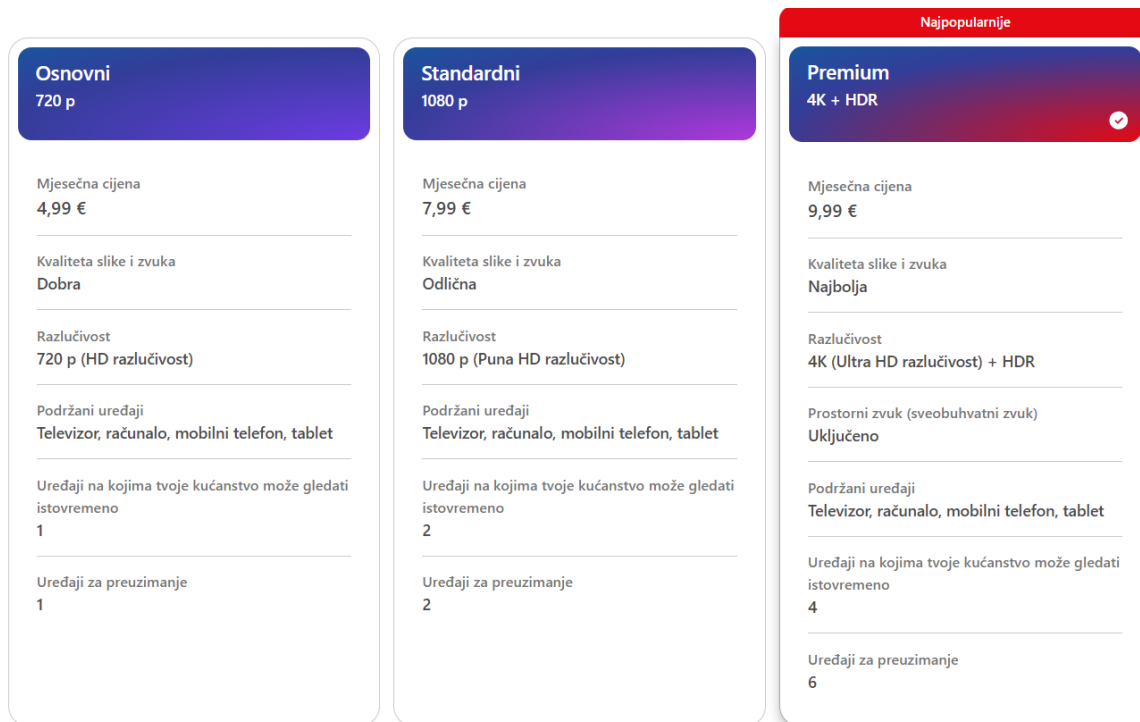 Osnovni
720 p
Mjesečna cijena
4,99 €
Kvaliteta slike i zvuka
Dobra
Razlučivost
720 p (HD razlučivost)
Podržani uređaji
Televizor, računalo, mobilni telefon, tablet
Uređaji na kojima tvoje kućanstvo može gledati
istovremeno
1
Uređaji za preuzimanje
1
Standardni
1080 p
Mjesečna cijena
7,99 €
Kvaliteta slike i zvuka
Odlična
Razlučivost
1080 p (Puna HD razlučivost)
Podržani uređaji
Televizor, računalo, mobilni telefon, tablet
Uređaji na kojima tvoje kućanstvo može gledati
istovremeno
2
Uređaji za preuzimanje
2
Najpopularnije
Premium
4K + HDR
Mjesečna cijena
9,99 €
Kvaliteta slike i zvuka
Najbolja
Razlučivost
4K (Ultra HD razlučivost) + HDR
Prostorni zvuk (sveobuhvatni zvuk)
Uključeno
Podržani uređaji
Televizor, računalo, mobilni telefon, tablet
Uređaji na kojima tvoje kućanstvo može gledati
istovremeno
4
Uređaji za preuzimanje
6